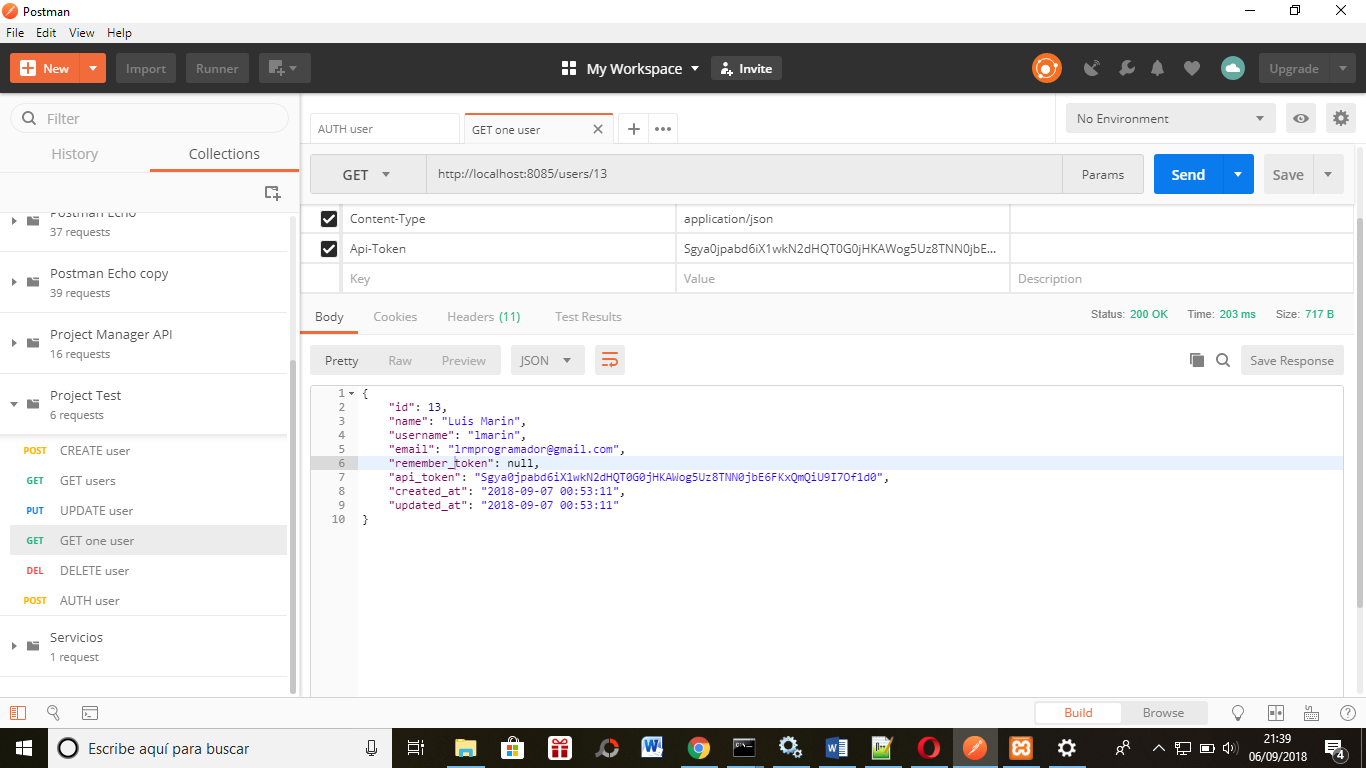 Postman
File Edit View Help
New Import Runner My Workspace Invite Upgrade
Filter
History Collections
Postman Echo
37 requests
Postman Echo copy
39 requests
Project Manager API
16 requests
Project Test
6 requests
POST CREATE user
GET GET users
PUT UPDATE user
GET GET one user
DEL DELETE user
POST AUTH user
Servicios
1 request
AUTH user GET one user No Environment
GET http://localhost:8085/users/13 Params Send Save
Content-Type application/json
Api-Token Sgya0jpabd6iX1wkN2dHQT0G0jHKAWog5Uz8TNN0jbE...
Key Value Description
Body Cookies Headers (11) Test Results Status: 200 OK Time: 203 ms Size: 717 B
Pretty Raw Preview JSON Save Response
1 {
2 "id": 13,
3 "name": "Luis Marin",
4 "username": "lmarin",
5 "email": "lrmprogramador@gmail.com",
6 "remember_token": null,
7 "api_token": "Sgya0jpabd6iX1wkN2dHQT0G0jHKAWog5Uz8TNN0jbE6FKxQmQiU9I7Of1d0",
8 "created_at": "2018-09-07 00:53:11",
9 "updated_at": "2018-09-07 00:53:11"
10 }
Build Browse
Escribe aquí para buscar
21:39
06/09/2018
4